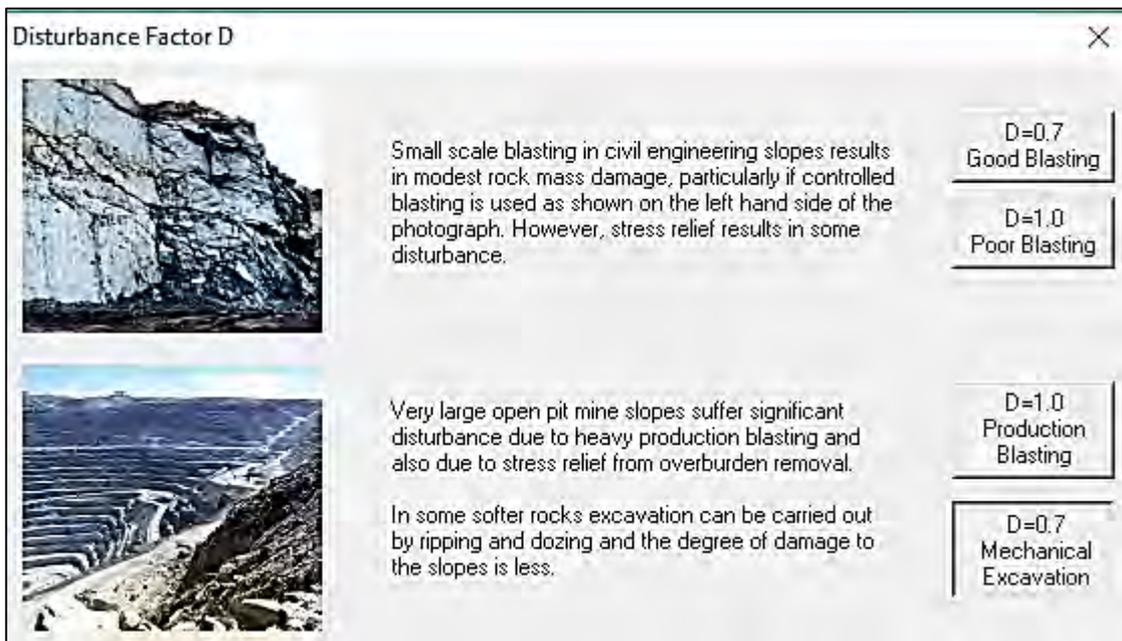 Disturbance Factor D
Small scale blasting in civil engineering slopes results
in modest rock mass damage, particularly if controlled
blasting is used as shown on the left hand side of the
photograph. However, stress relief results in some
disturbance.
D=0.7
Good Blasting
D=1.0
Poor Blasting
Very large open pit mine slopes suffer significant
disturbance due to heavy production blasting and
also due to stress relief from overburden removal.
In some softer rocks excavation can be carried out
by ripping and dozing and the degree of damage to
the slopes is less.
D=1.0
Production
Blasting
D=0.7
Mechanical
Excavation